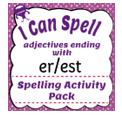 I Can Spell
adjectives ending
with
er/est
Spelling Activity
Pack